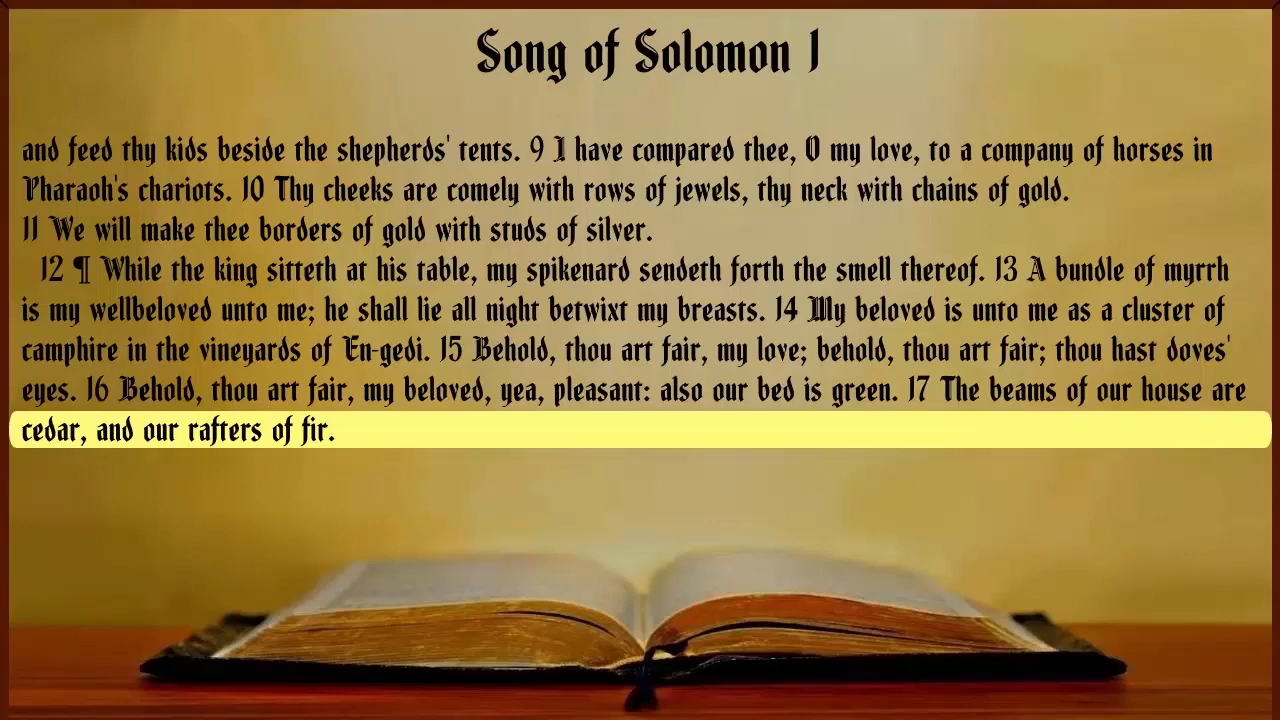 Song of Solomon 1
and feed thy kids beside the shepherds' tents. 9 I have compared thee, O my love, to a company of horses in
Pharaoh's chariots. 10 Thy cheeks are comely with rows of jewels, thy neck with chains of gold.
11 We will make thee borders of gold with studs of silver.
12 ¶ While the king sitteth at his table, my spikenard sendeth forth the smell thereof. 13 A bundle of myrrh
is my wellbeloved unto me; he shall lie all night betwixt my breasts. 14 My beloved is unto me as a cluster of
camphire in the vineyards of En-gedi. 15 Behold, thou art fair, my love; behold, thou art fair; thou hast doves'
eyes. 16 Behold, thou art fair, my beloved, yea, pleasant: also our bed is green. 17 The beams of our house are
cedar, and our rafters of fir.